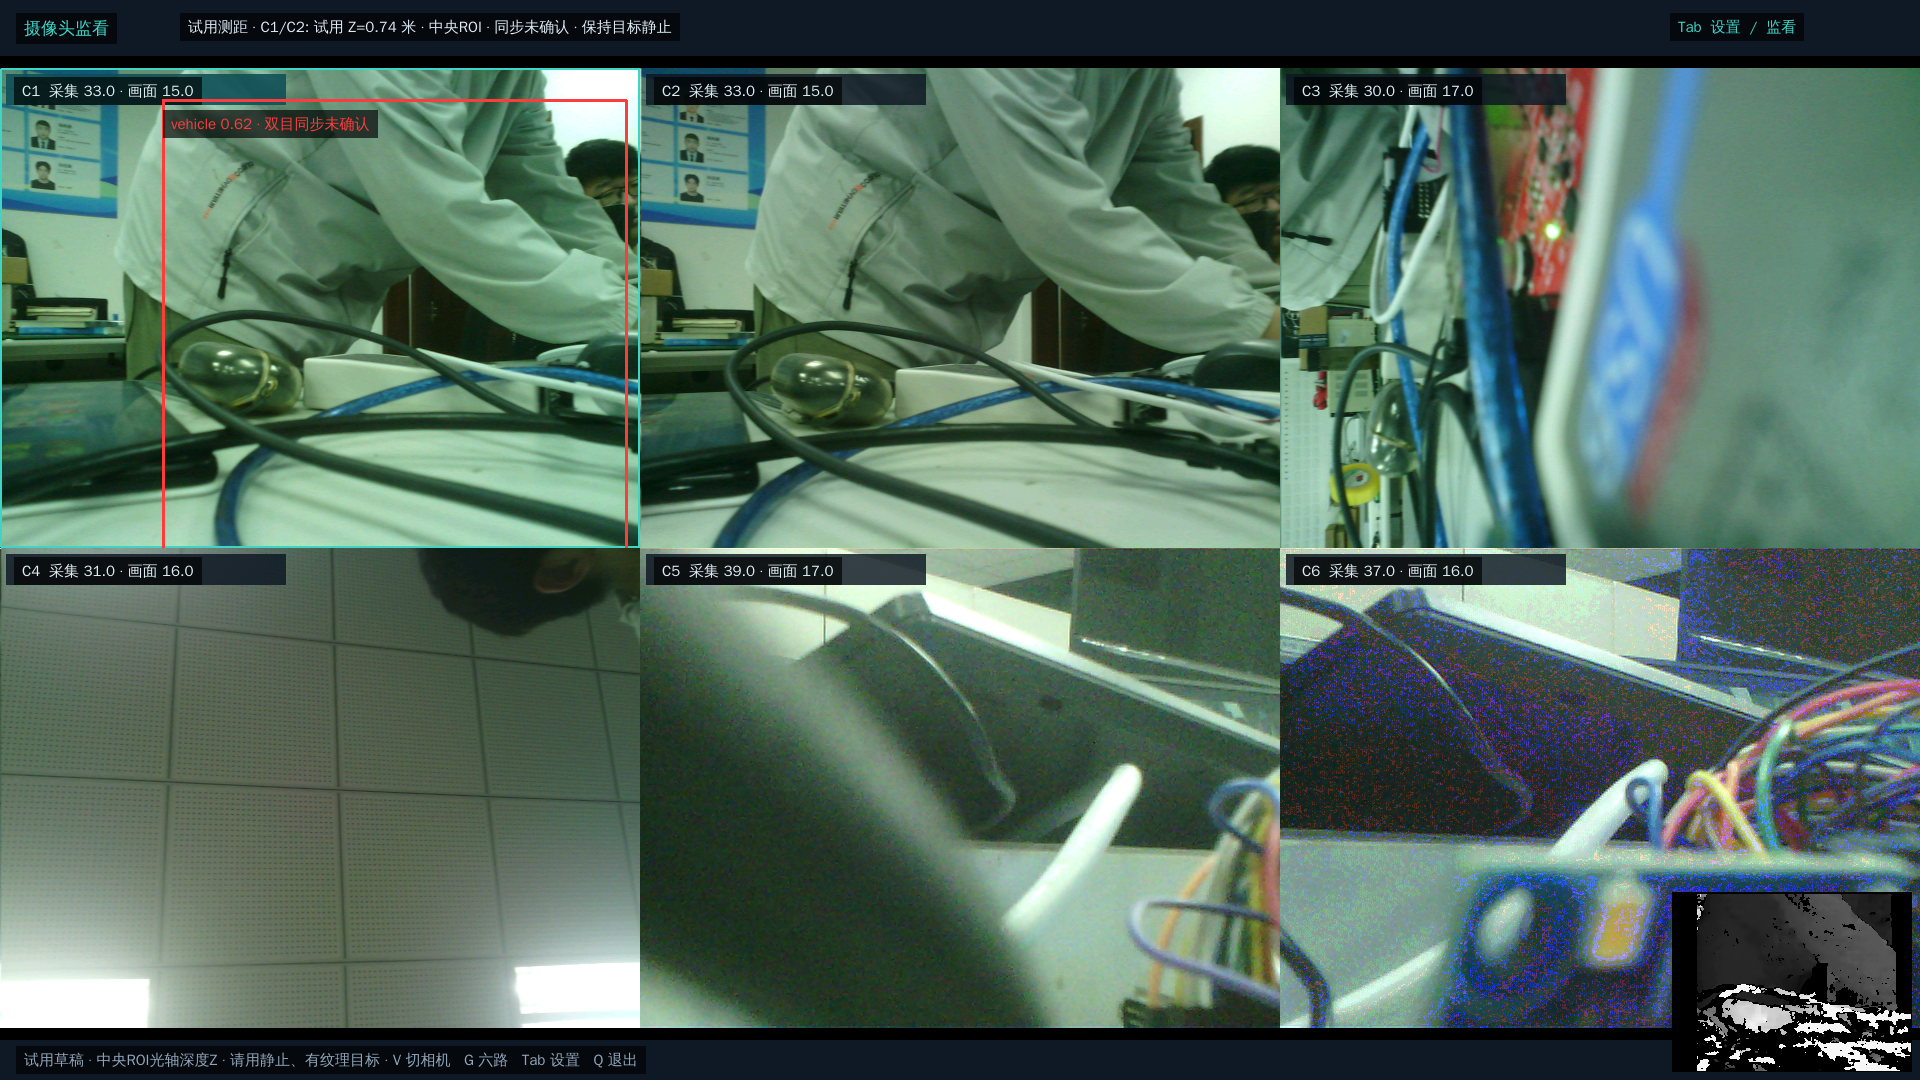 摄像头监看
试用测距 · C1/C2: 试用 Z=0.74 米 · 中央ROI · 同步未确认 · 保持目标静止
Tab 设置 / 监看
C1 采集 33.0 · 画面 15.0
C2 采集 33.0 · 画面 15.0
C3 采集 30.0 · 画面 17.0
vehicle 0.62 · 双目同步未确认
C4 采集 31.0 · 画面 16.0
C5 采集 39.0 · 画面 17.0
C6 采集 37.0 · 画面 16.0
试用草稿 · 中央ROI光轴深度Z · 请用静止、有纹理目标 · V 切相机 G 六路 Tab 设置 Q 退出